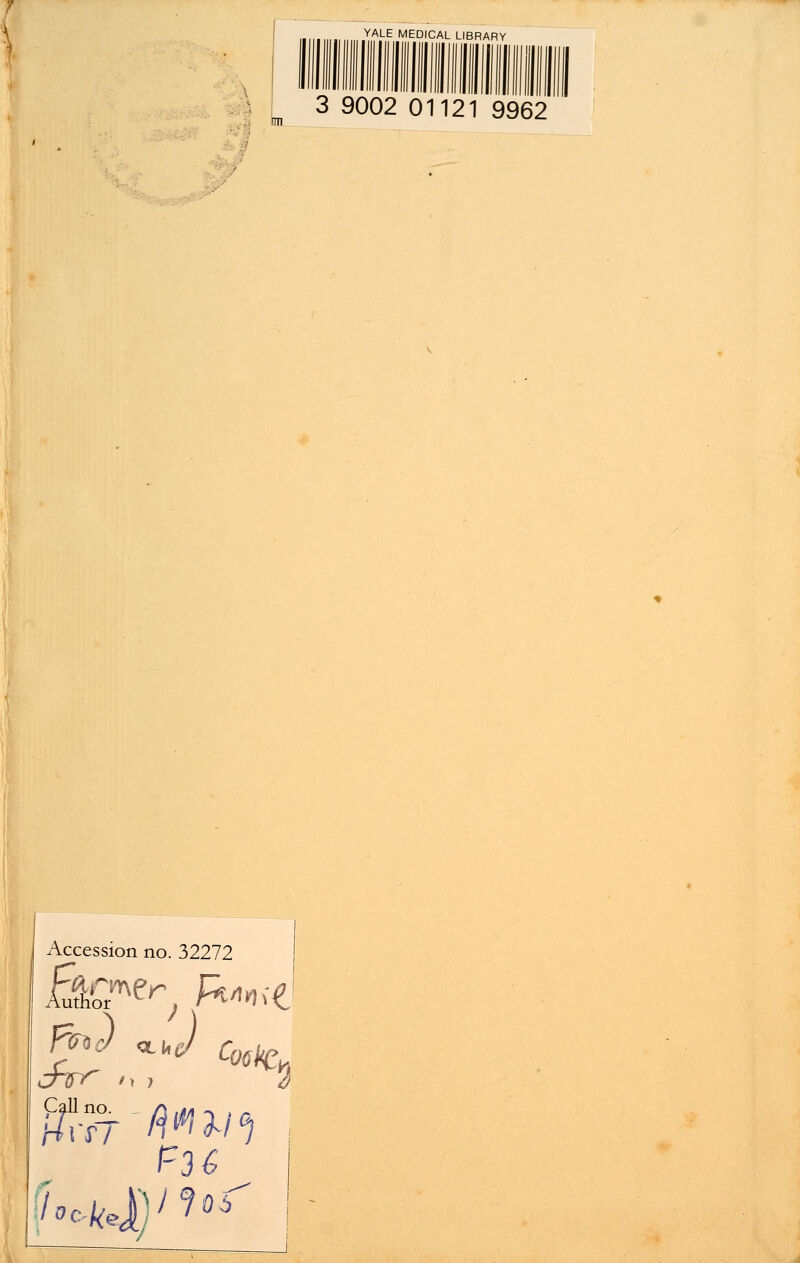 YALE MEDICAL LIBRARY
3 9002 01121 9962
Accession no. 32272
Farmer, Fannie
Author
Food and Cookery
for
Call no.
Hist RM219
F36
(locked) 1905